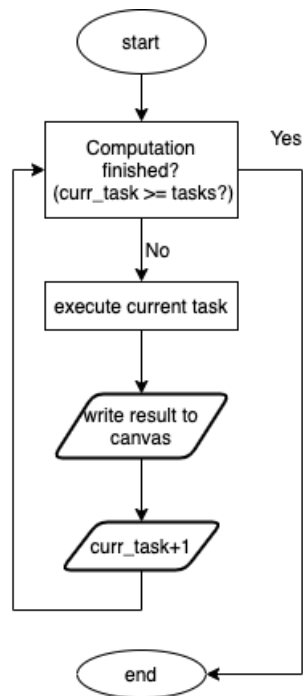 start
Computation
finished?
(curr_task >= tasks?)
Yes
No
execute current task
write result to
canvas
curr_task+1
end